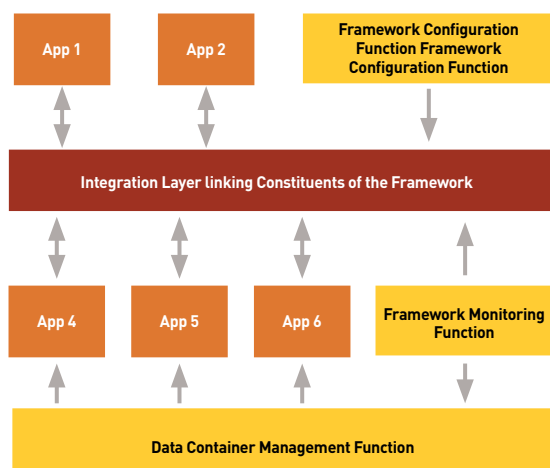 App 1
App 2
Framework Configuration
Function Framework
Configuration Function
Integration Layer linking Constituents of the Framework
App 4
App 5
App 6
Framework Monitoring
Function
Data Container Management Function